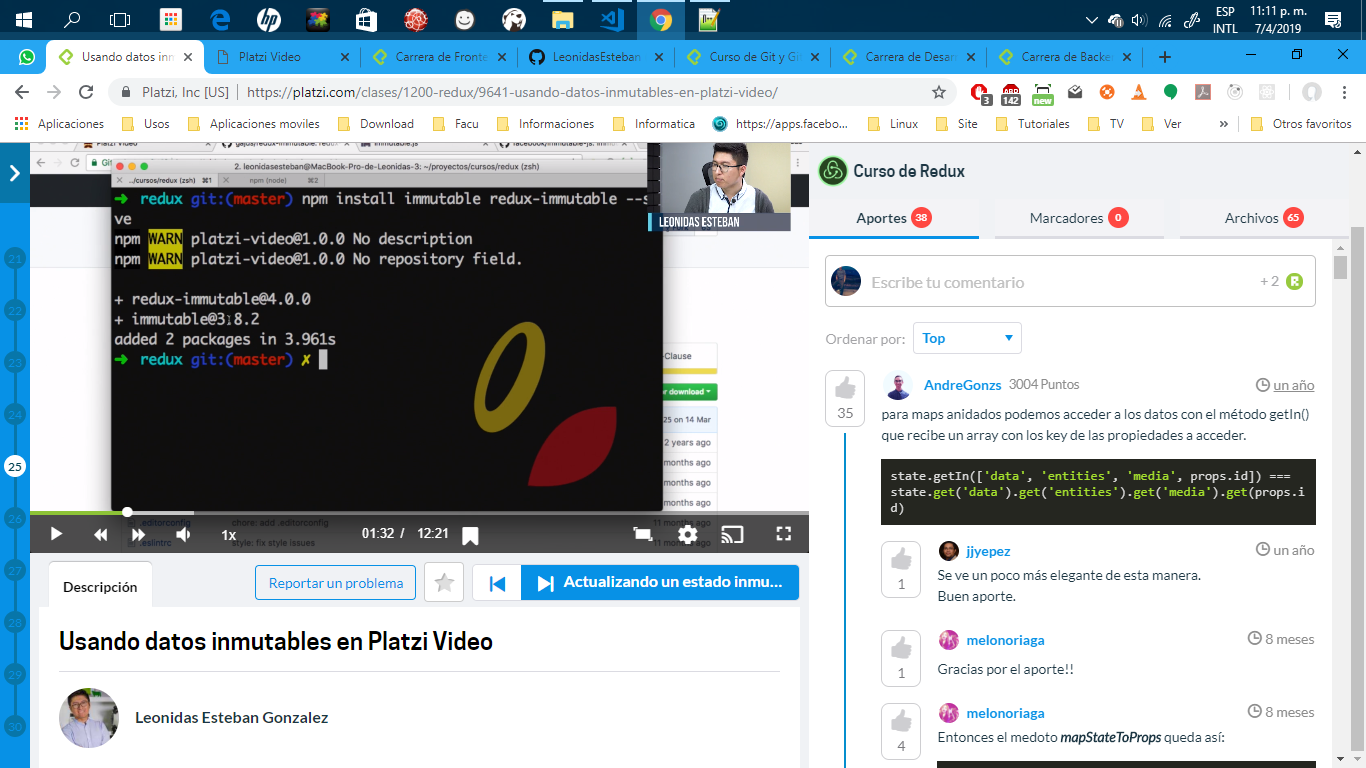 ESP
INTL
11:11 p. m.
7/4/2019
Usando datos inm
Platzi Video
Carrera de Fronte
LeonidasEsteban
Curso de Git y Gi
Carrera de Desar
Carrera de Backe
Platzi, Inc [US]
https://platzi.com/clases/1200-redux/9641-usando-datos-inmutables-en-platzi-video/
3
142
new
Aplicaciones
Usos
Aplicaciones moviles
Download
Facu
Informaciones
Informatica
https://apps.facebo...
Linux
Site
Tutoriales
TV
Ver
»
Otros favoritos
2. leonidasesteban@MacBook-Pro-de-Leonidas-3: ~/proyectos/cursos/redux (zsh)
../cursos/redux (zsh) ⌘1
npm (node) ⌘2
➜ redux git:(master) npm install immutable redux-immutable --s
ve
npm WARN platzi-video@1.0.0 No description
npm WARN platzi-video@1.0.0 No repository field.
+ redux-immutable@4.0.0
+ immutable@3.8.2
added 2 packages in 3.961s
➜ redux git:(master) ✗
LEONIDAS ESTEBAN
-Clause
download
25 on 14 Mar
2 years ago
months ago
months ago
months ago
months ago
.editorconfig
chore: add .editorconfig
11 months ago
.eslintrc
style: fix style issues
11 months ago
1x
01:32 /
12:21
21
22
23
24
25
26
27
28
29
30
Descripción
Reportar un problema
Actualizando un estado inmu...
Usando datos inmutables en Platzi Video
Leonidas Esteban Gonzalez
Curso de Redux
Aportes 38
Marcadores 0
Archivos 65
Escribe tu comentario
+ 2
Ordenar por:
Top
35
AndreGonzs 3004 Puntos
un año
para maps anidados podemos acceder a los datos con el método getIn()
que recibe un array con los key de las propiedades a acceder.
state.getIn(['data', 'entities', 'media', props.id]) ===
state.get('data').get('entities').get('media').get(props.i
d)
1
jjyepez
un año
Se ve un poco más elegante de esta manera.
Buen aporte.
1
melonoriaga
8 meses
Gracias por el aporte!!
4
melonoriaga
8 meses
Entonces el medoto mapStateToProps queda así: